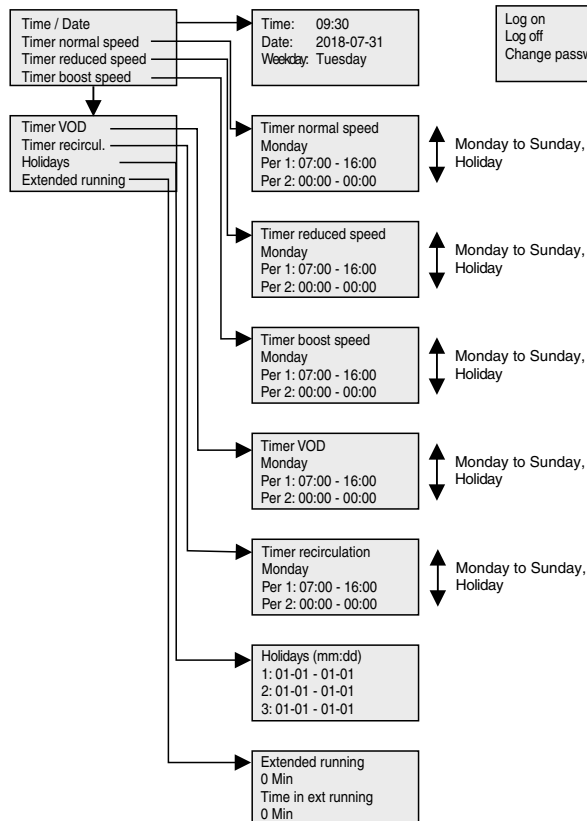 Time / Date
Timer normal speed
Timer reduced speed
Timer boost speed
Timer VOD
Timer recircul.
Holidays
Extended running
Time: 09:30
Date: 2018-07-31
Weekday: Tuesday
Timer normal speed
Monday
Per 1: 07:00 - 16:00
Per 2: 00:00 - 00:00
Monday to Sunday,
Holiday
Timer reduced speed
Monday
Per 1: 07:00 - 16:00
Per 2: 00:00 - 00:00
Monday to Sunday,
Holiday
Timer boost speed
Monday
Per 1: 07:00 - 16:00
Per 2: 00:00 - 00:00
Monday to Sunday,
Holiday
Timer VOD
Monday
Per 1: 07:00 - 16:00
Per 2: 00:00 - 00:00
Monday to Sunday,
Holiday
Timer recirculation
Monday
Per 1: 07:00 - 16:00
Per 2: 00:00 - 00:00
Monday to Sunday,
Holiday
Holidays (mm:dd)
1: 01-01 - 01-01
2: 01-01 - 01-01
3: 01-01 - 01-01
Extended running
0 Min
Time in ext running
0 Min
Log on
Log off
Change